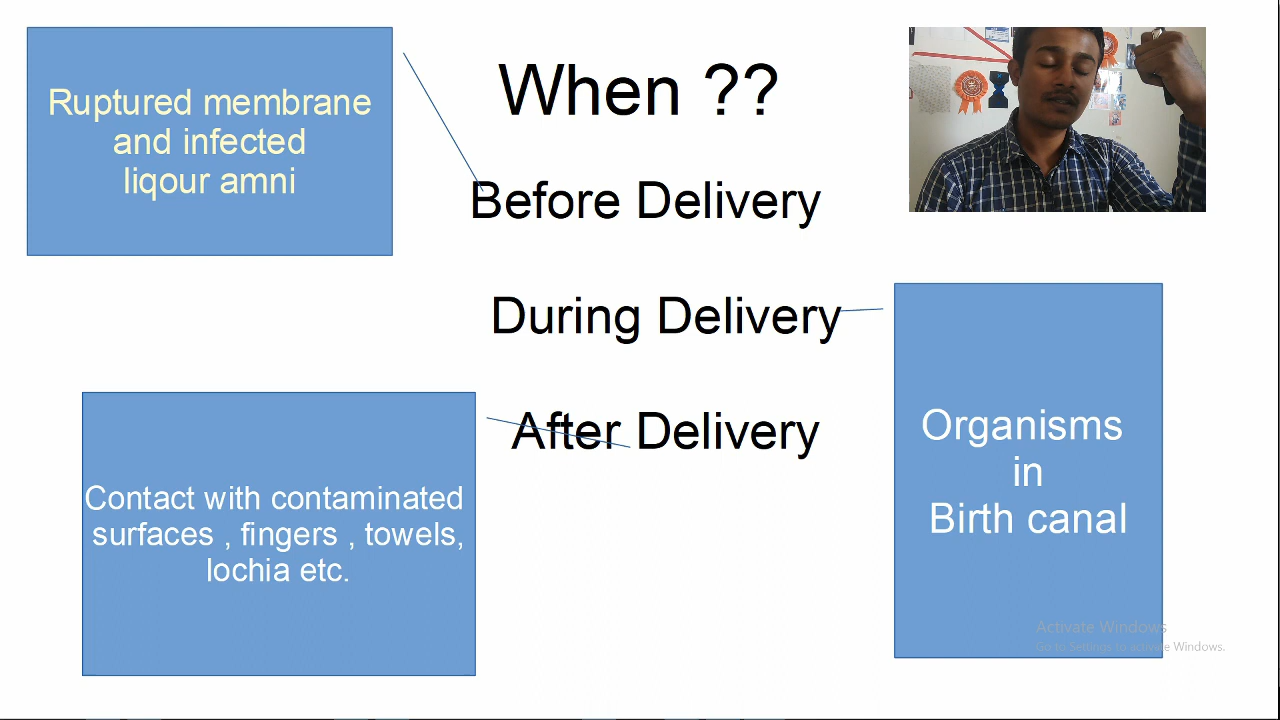 When ??
Ruptured membrane
and infected
liqour amni
Before Delivery
During Delivery
After Delivery
Organisms
in
Birth canal
Contact with contaminated
surfaces , fingers , towels,
lochia etc.
Activate Windows
Go to Settings to activate Windows.